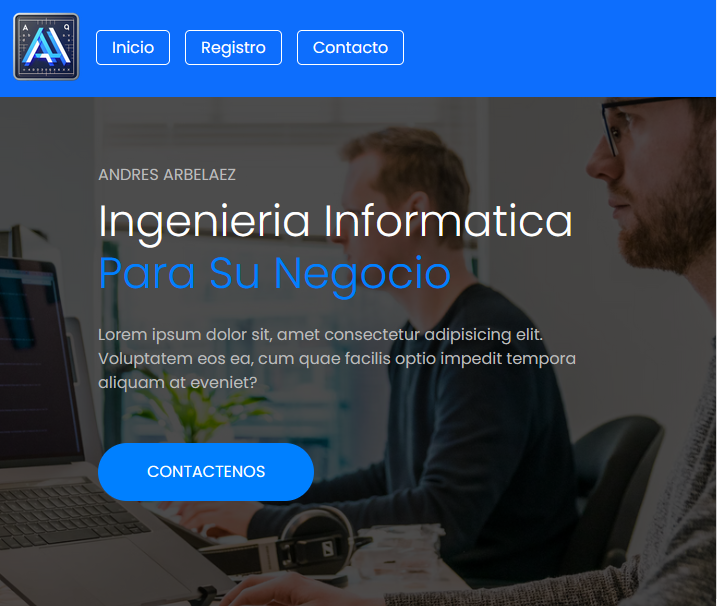 A Q
Inicio
Registro
Contacto
ANDRES ARBELAEZ
Ingenieria Informatica
Para Su Negocio
Lorem ipsum dolor sit, amet consectetur adipisicing elit.
Voluptatem eos ea, cum quae facilis optio impedit tempora
aliquam at eveniet?
CONTACTENOS